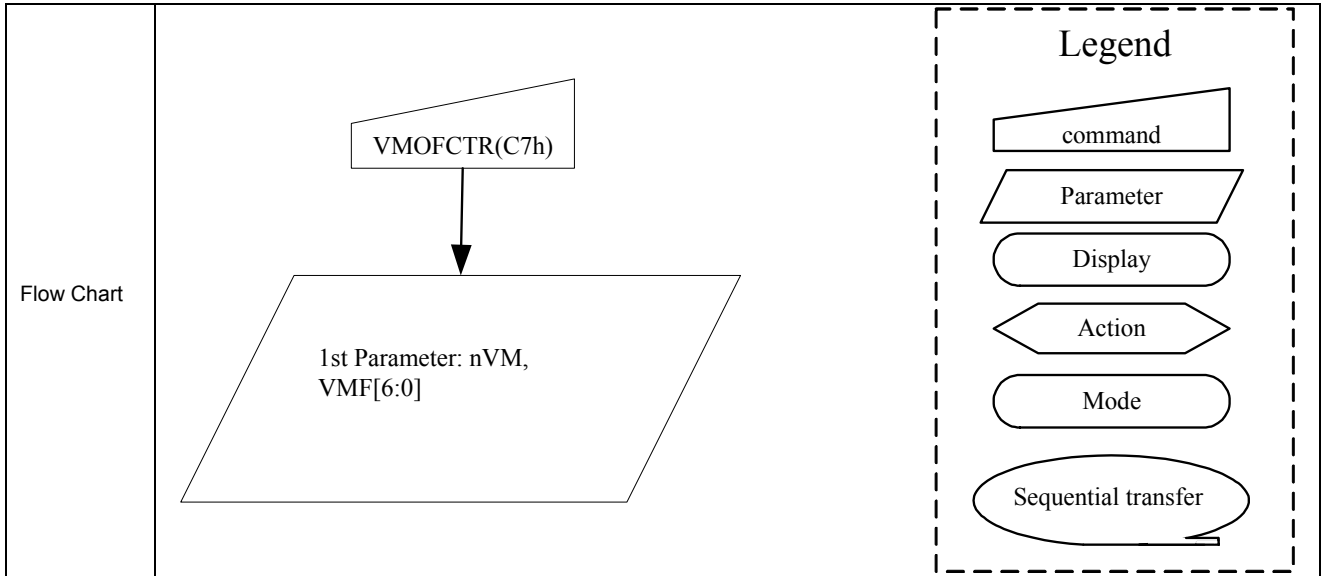 Flow Chart
VMOFCTR(C7h)
1st Parameter: nVM,
VMF[6:0]
Legend
command
Parameter
Display
Action
Mode
Sequential transfer